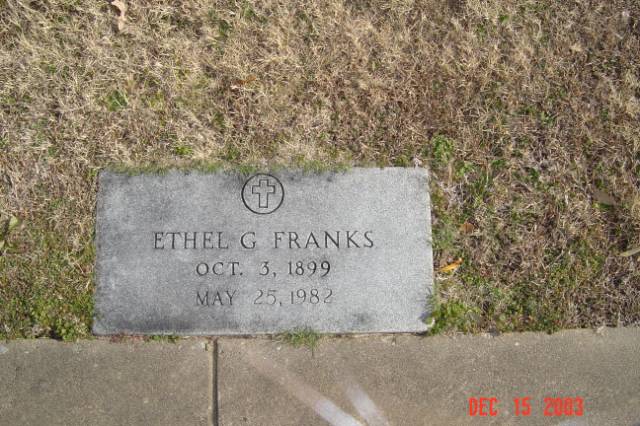 ETHEL G FRANKS
OCT. 3, 1899
MAY 25, 1982
DEC 15 2003